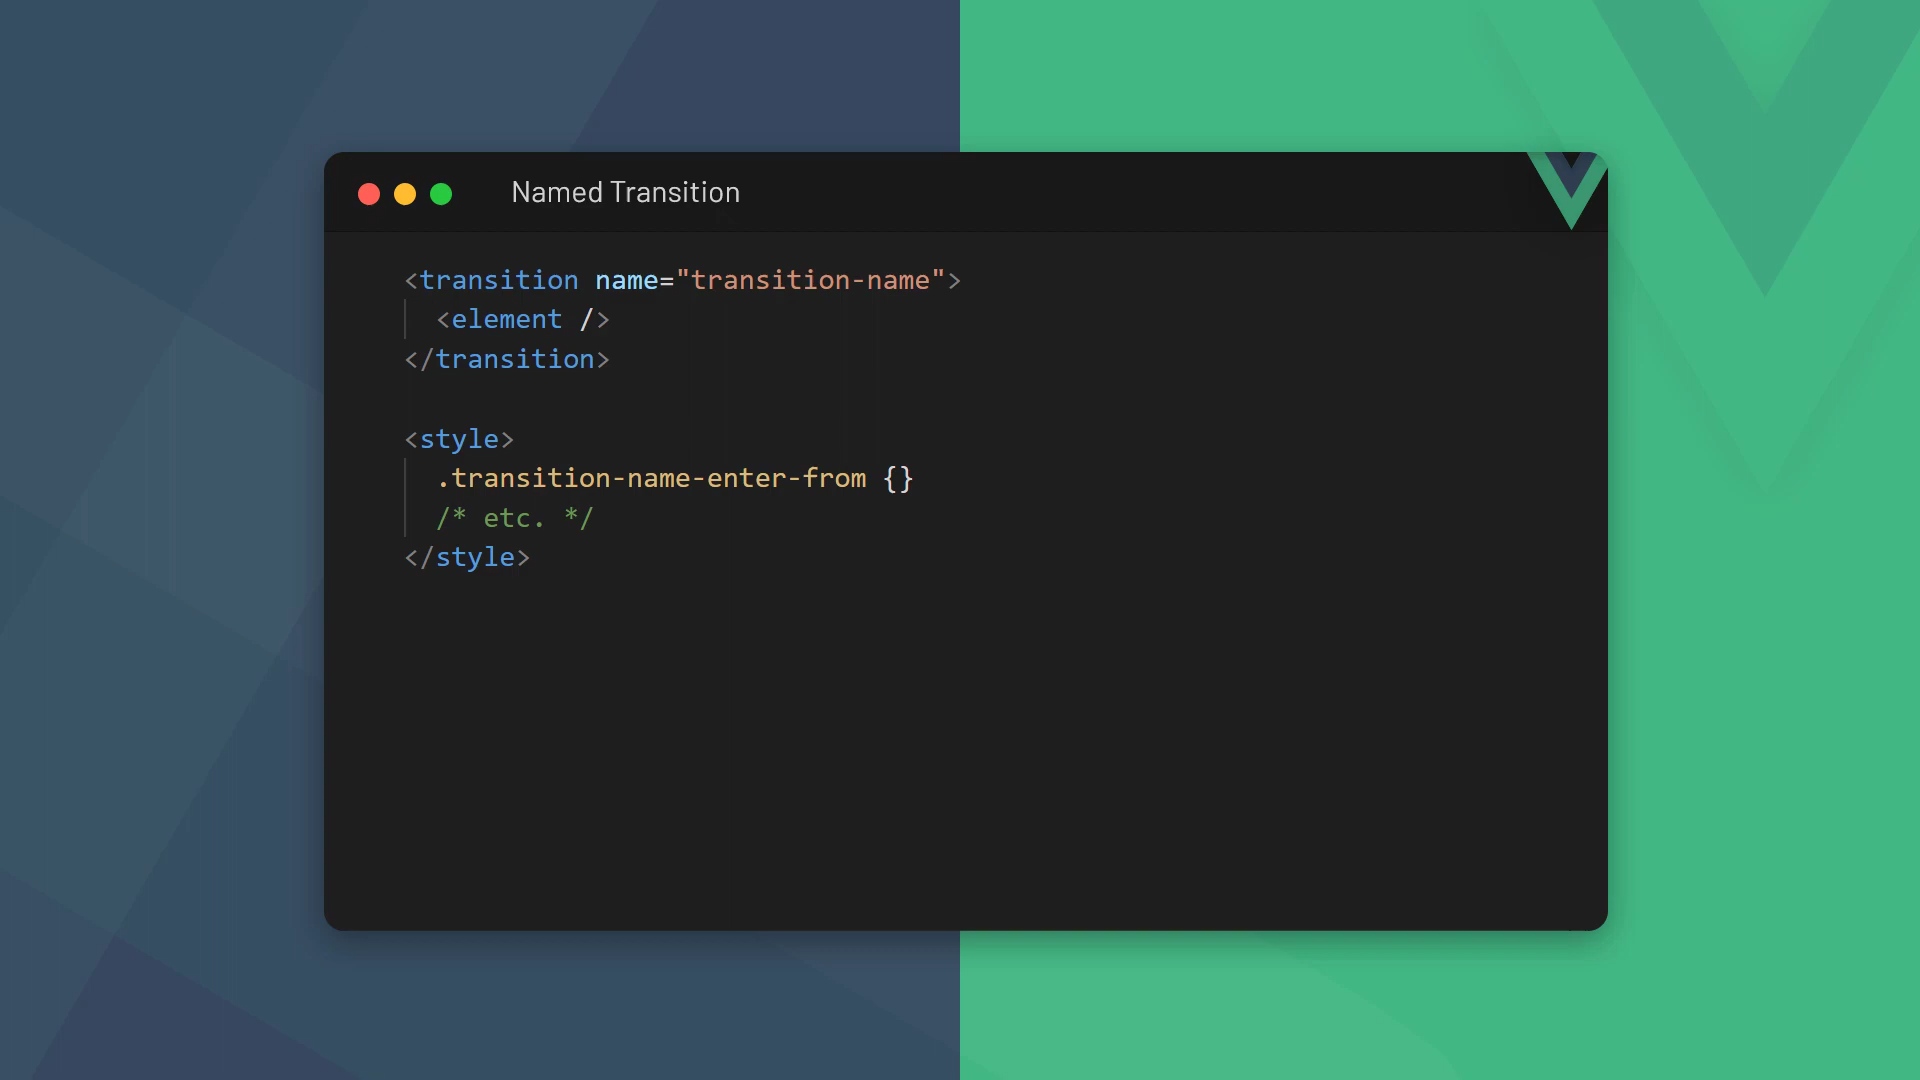 Named Transition
<transition name="transition-name">
<element />
</transition>
<style>
.transition-name-enter-from {}
/* etc. */
</style>